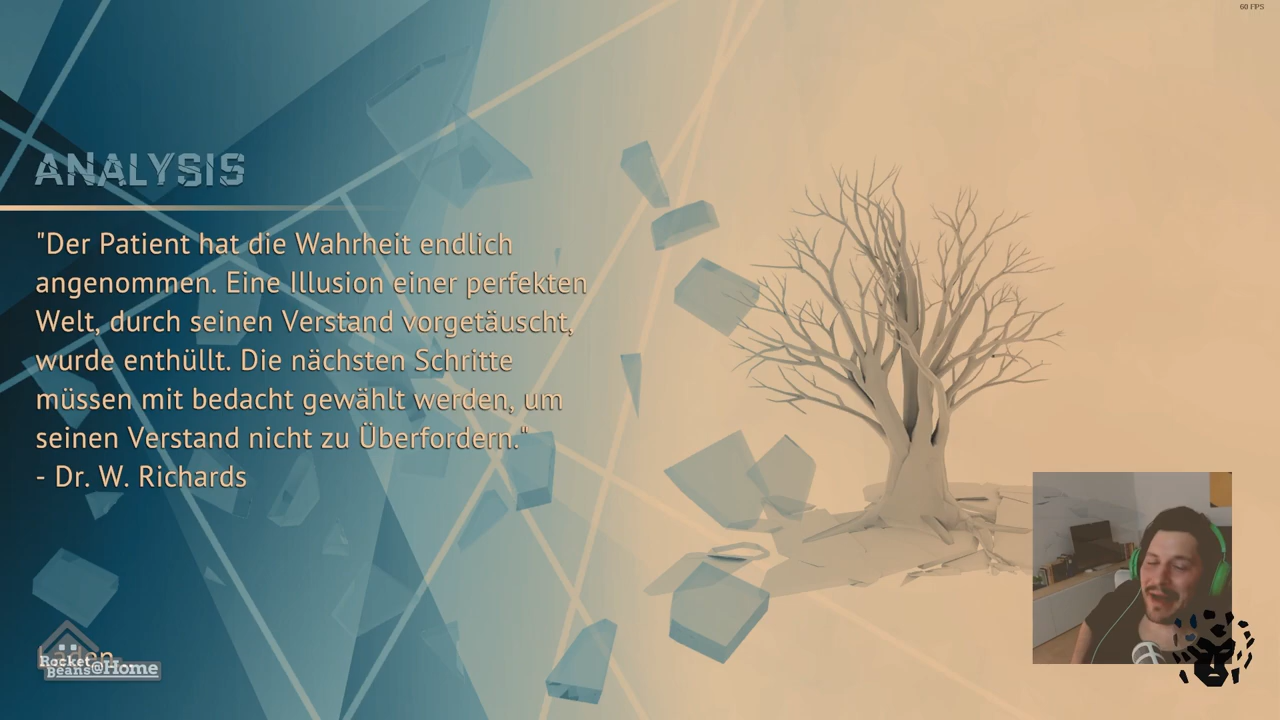 60 FPS
ANALYSIS
"Der Patient hat die Wahrheit endlich
angenommen. Eine Illusion einer perfekten
Welt, durch seinen Verstand vorgetäuscht,
wurde enthüllt. Die nächsten Schritte
müssen mit bedacht gewählt werden, um
seinen Verstand nicht zu Überfordern."
- Dr. W. Richards
Rocket
Beans@Home